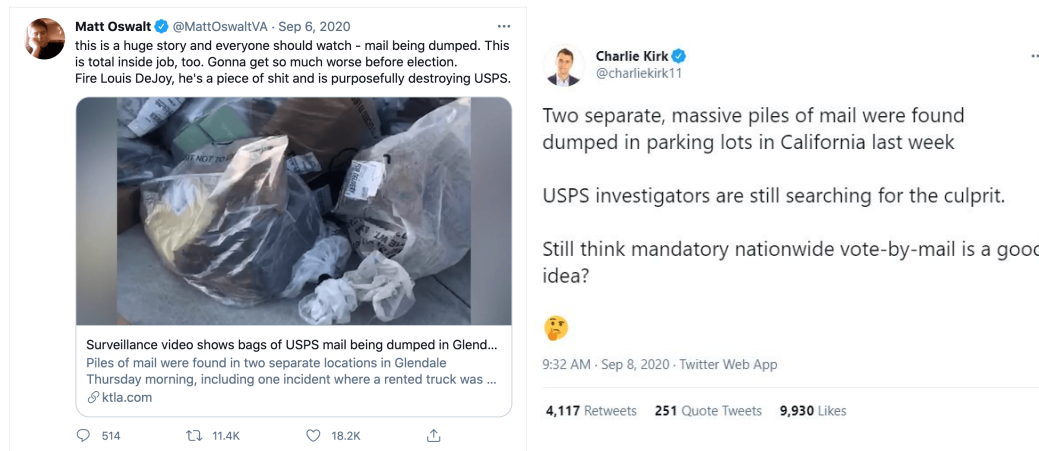 Matt Oswalt @MattOswaltVA · Sep 6, 2020
this is a huge story and everyone should watch - mail being dumped. This
is total inside job, too. Gonna get so much worse before election.
Fire Louis DeJoy, he's a piece of shit and is purposefully destroying USPS.
Surveillance video shows bags of USPS mail being dumped in Glend...
Piles of mail were found in two separate locations in Glendale
Thursday morning, including one incident where a rented truck was ...
ktla.com
514 11.4K 18.2K
Charlie Kirk
@charliekirk11
Two separate, massive piles of mail were found
dumped in parking lots in California last week
USPS investigators are still searching for the culprit.
Still think mandatory nationwide vote-by-mail is a
idea?
9:32 AM · Sep 8, 2020 · Twitter Web App
4,117 Retweets 251 Quote Tweets 9,930 Likes